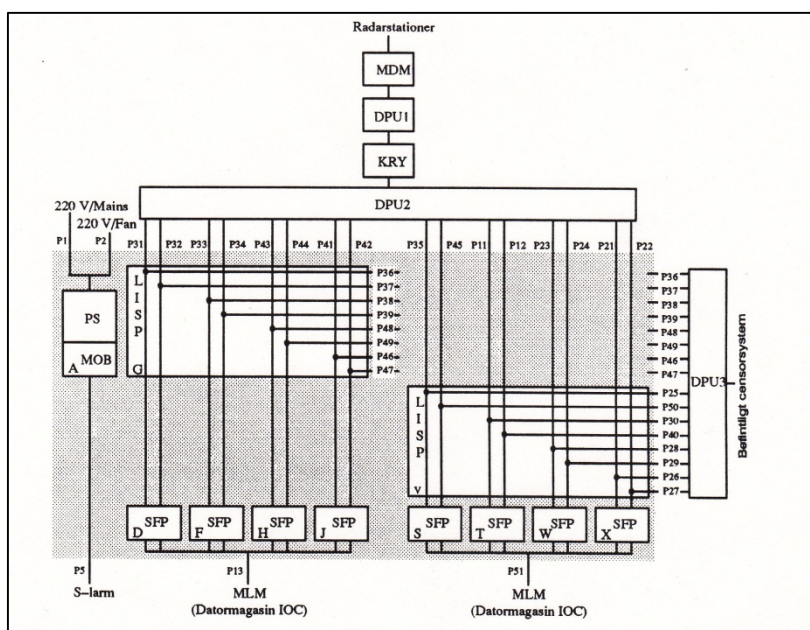 Radarstationer
MDM
DPU1
KRY
DPU2
220 V/Mains
220 V/Fan
P1 P2 P31 P32 P33 P34 P43 P44 P41 P42 P35 P45 P11 P12 P23 P24 P21 P22
L
I
S
P
G
P36
P37
P38
P39
P48
P49
P46
P47
PS
MOB
A
P36
P37
P38
P39
P48
P49
P46
P47
L
I
S
P
v
P25
P50
P30
P40
P28
P29
P26
P27
DPU3
Befintligt censorsystem
SFP D
SFP F
SFP H
SFP J
SFP S
SFP T
SFP W
SFP X
P5 P13 P51
S-larm
MLM
(Datormagasin IOC)
MLM
(Datormagasin IOC)